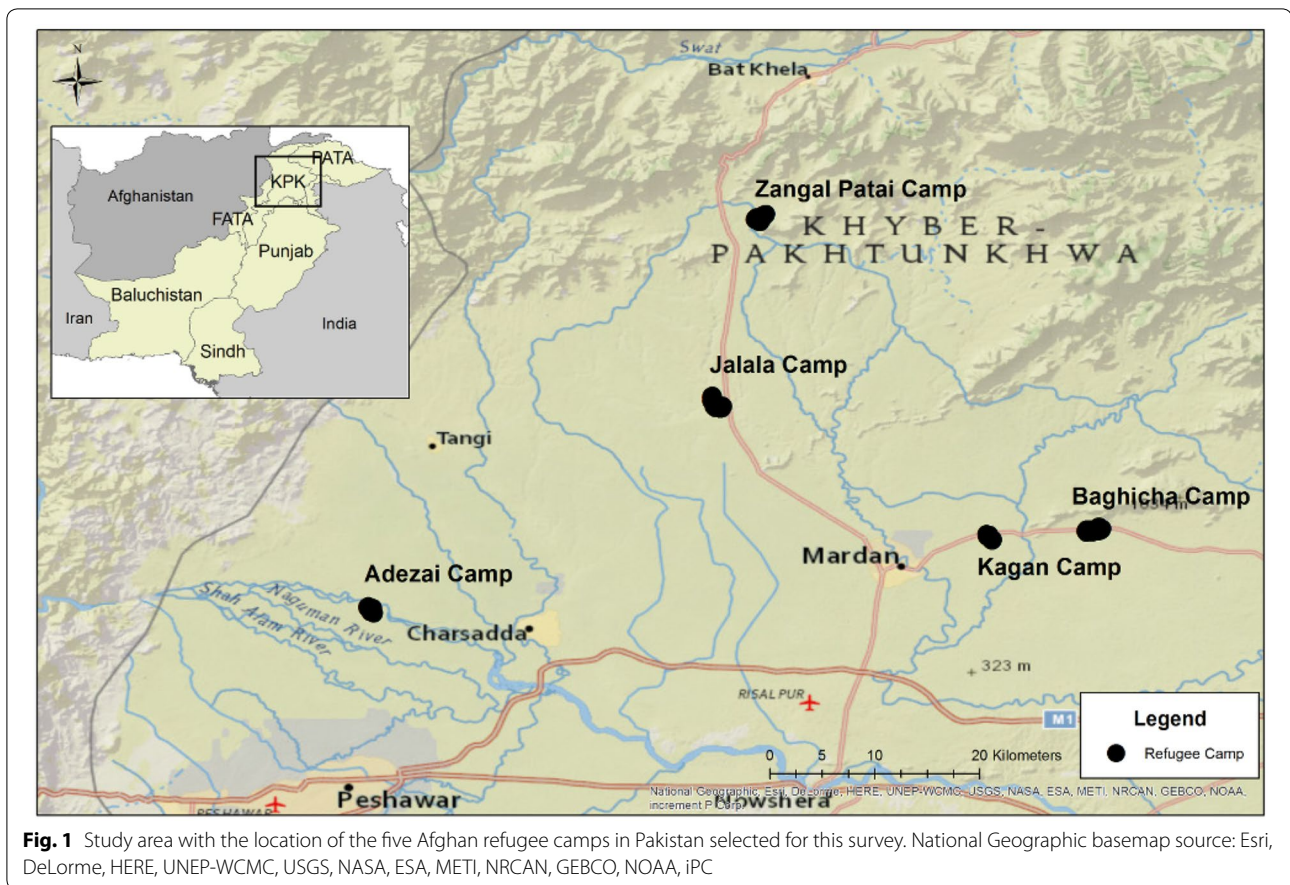 N
Swat
Bat Khela
Afghanistan
PATA
KPK
FATA
Punjab
Baluchistan
Iran
India
Sindh
Zangal Patai Camp
KHYBER-
PAKHTUNKHWA
Jalala Camp
Tangi
Baghicha Camp
Mardan
Kagan Camp
Adezai Camp
Naguman River
Shah Aram River
Charsadda
323 m
RISALPUR
M1
Legend
Refugee Camp
0 5 10 20 Kilometers
Peshawar
PESHAWAR
Nowshera
National Geographic, Esri, DeLorme, HERE, UNEP-WCMC, USGS, NASA, ESA, METI, NRCAN, GEBCO, NOAA,
increment P Corp.
Fig. 1 Study area with the location of the five Afghan refugee camps in Pakistan selected for this survey. National Geographic basemap source: Esri,
DeLorme, HERE, UNEP-WCMC, USGS, NASA, ESA, METI, NRCAN, GEBCO, NOAA, iPC